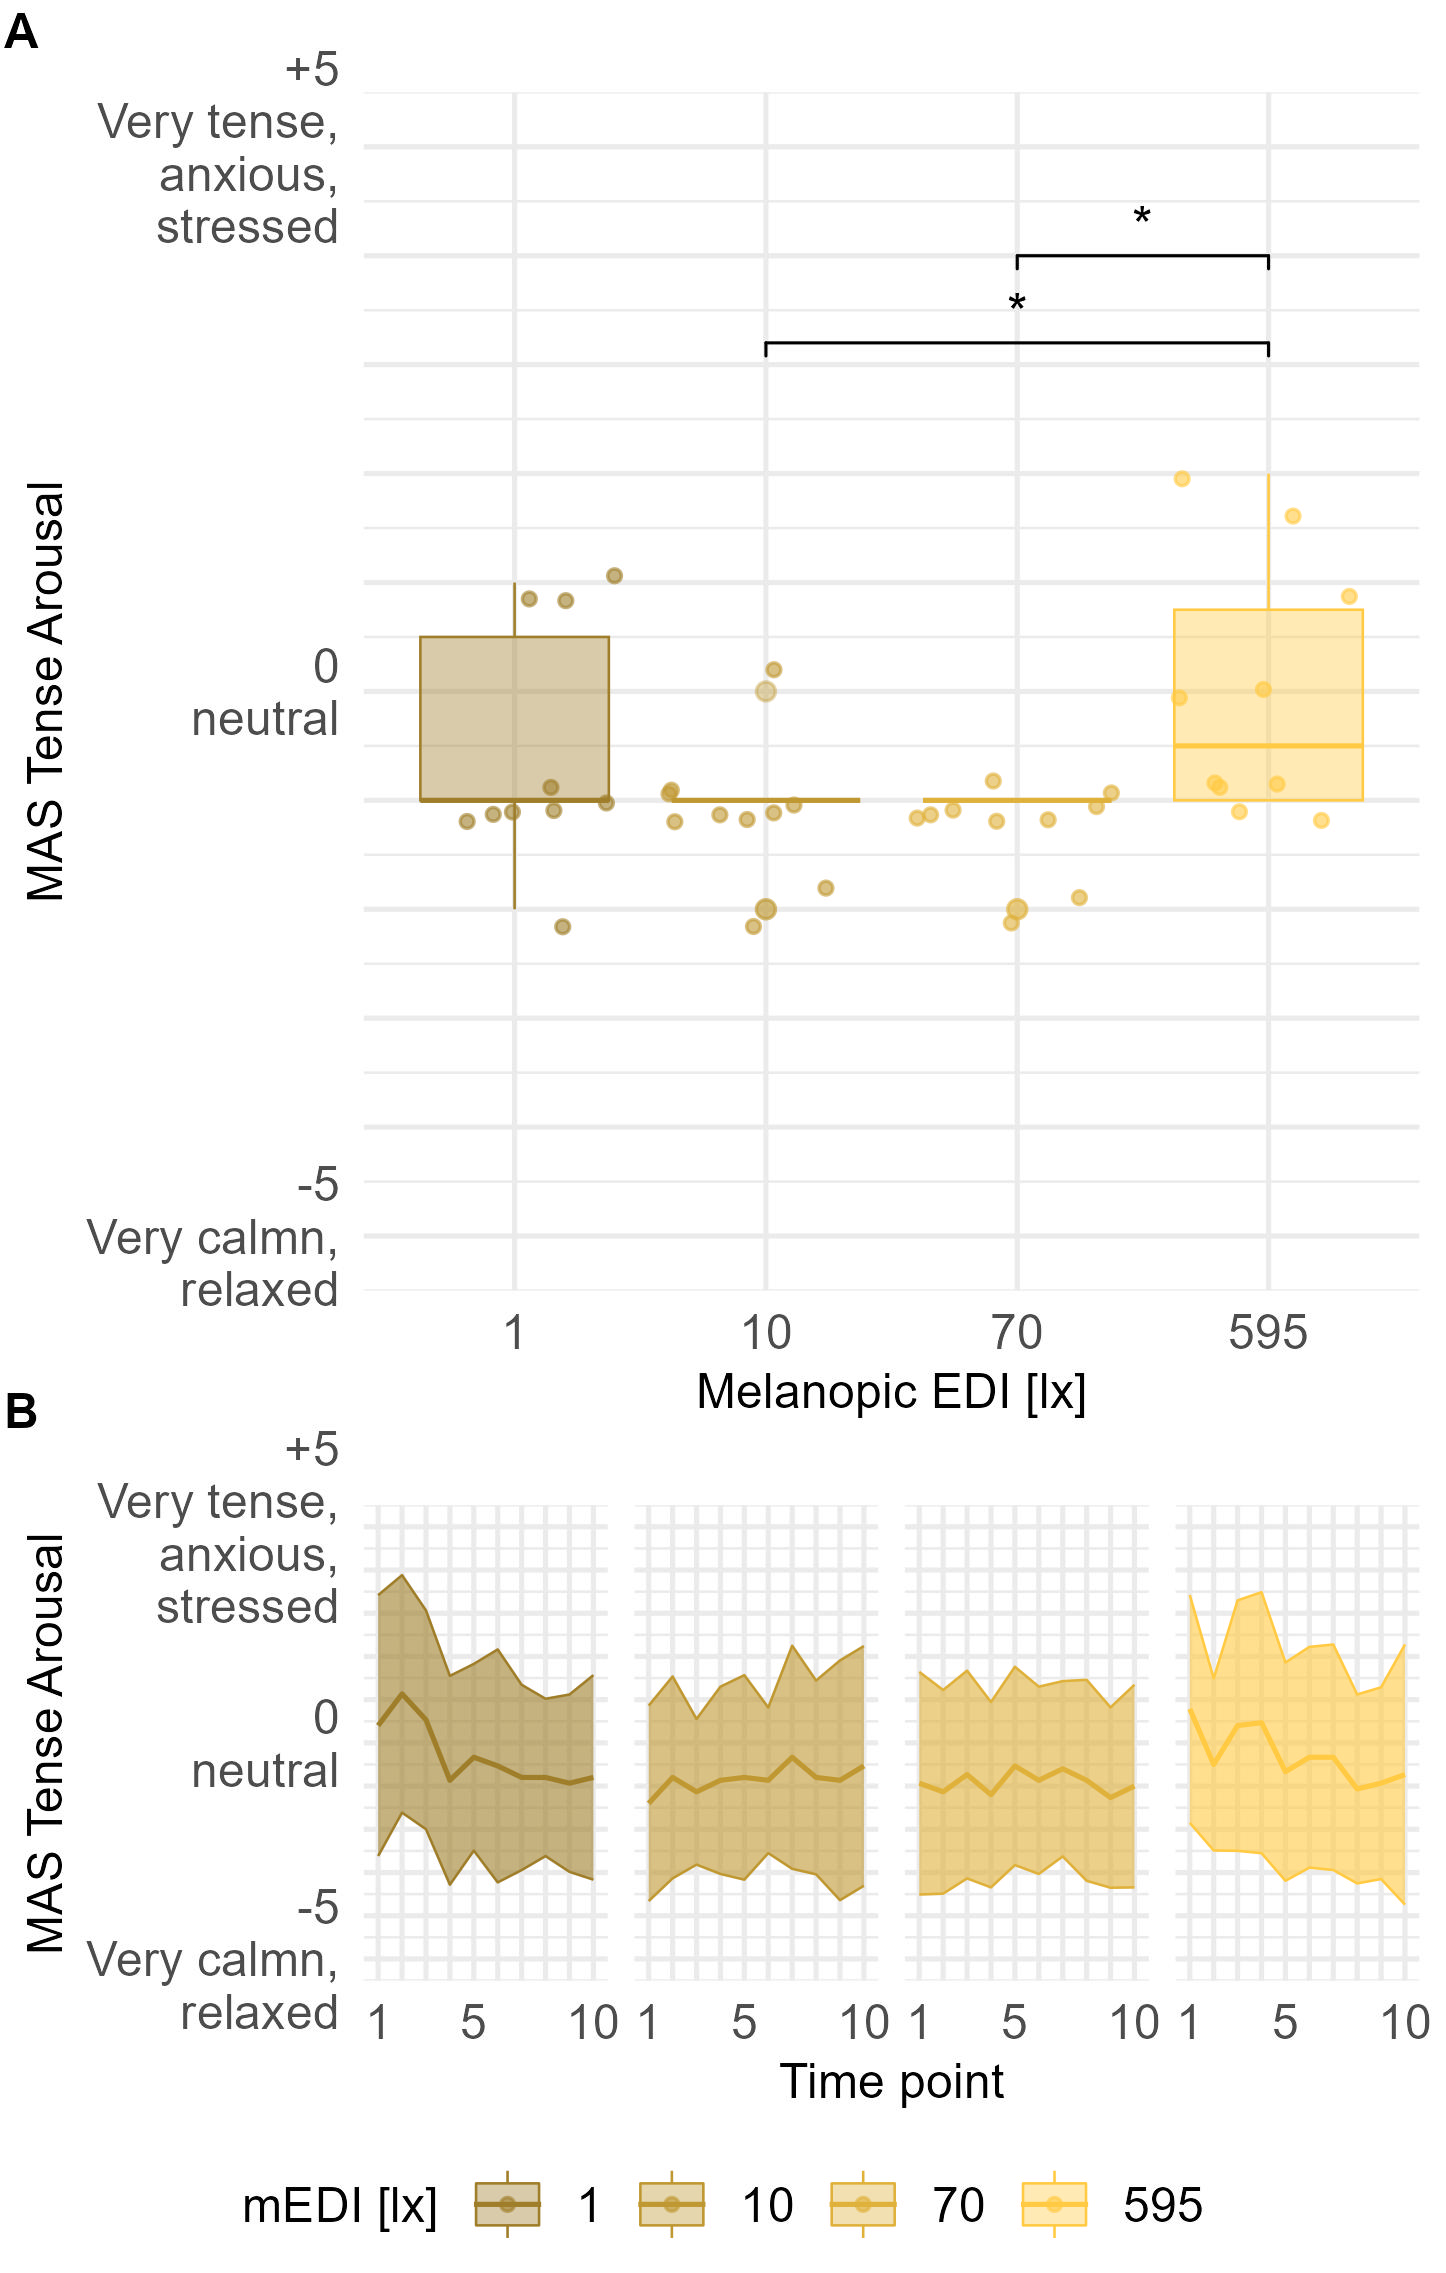 A
+5
Very tense,
anxious,
stressed
*
*
MAS Tense Arousal
0
neutral
-5
Very calmn,
relaxed
1 10 70 595
Melanopic EDI [lx]
B
+5
Very tense,
anxious,
stressed
MAS Tense Arousal
0
neutral
-5
Very calmn,
relaxed
1 5 10 1 5 10 1 5 10 1 5 10
Time point
mEDI [lx] 1 10 70 595